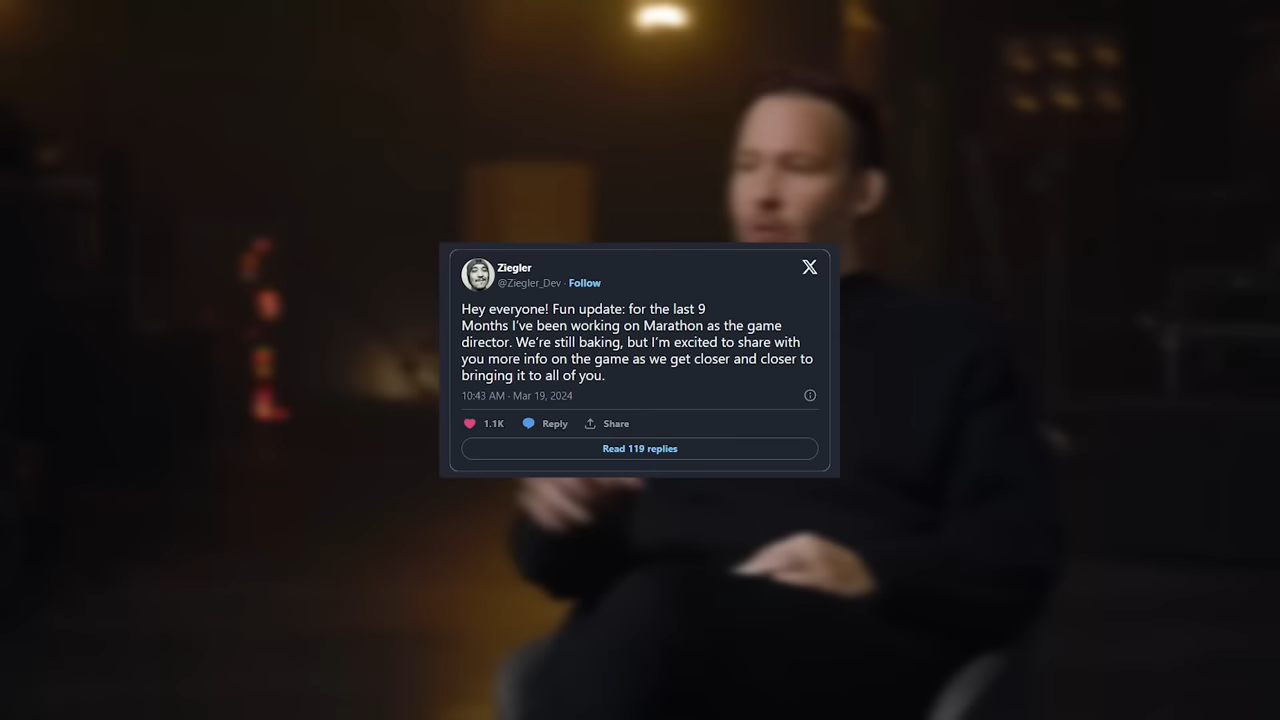 Ziegler
@Ziegler_Dev · Follow
Hey everyone! Fun update: for the last 9
Months I've been working on Marathon as the game
director. We're still baking, but I'm excited to share with
you more info on the game as we get closer and closer to
bringing it to all of you.
10:43 AM · Mar 19, 2024
1.1K Reply Share
Read 119 replies